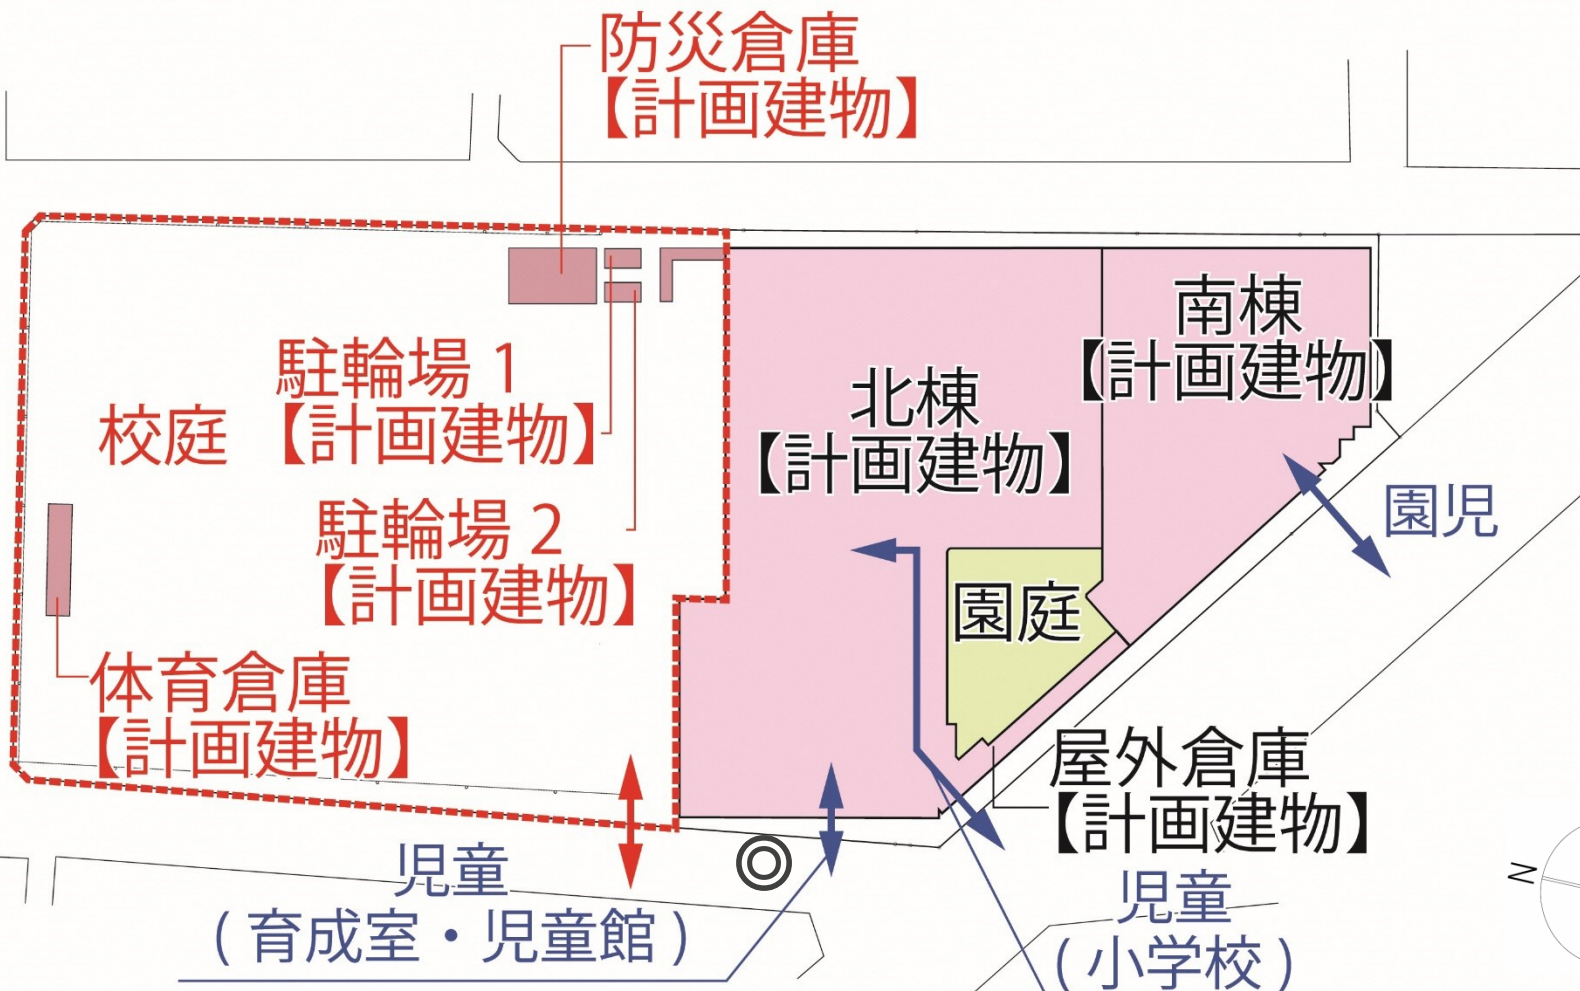 防災倉庫
【計画建物】
南棟
【計画建物】
駐輪場 1
【計画建物】
校庭
北棟
【計画建物】
駐輪場 2
【計画建物】
園児
園庭
体育倉庫
【計画建物】
屋外倉庫
【計画建物】
児童
(育成室・児童館)
児童
(小学校)
N